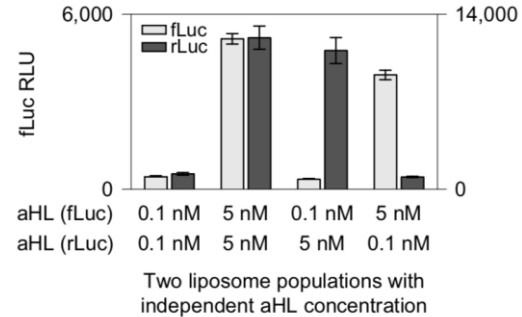 6,000
14,000
fLuc
rLuc
fLuc RLU
0
0
aHL (fLuc) 0.1 nM 5 nM 0.1 nM 5 nM
aHL (rLuc) 0.1 nM 5 nM 5 nM 0.1 nM
Two liposome populations with
independent aHL concentration